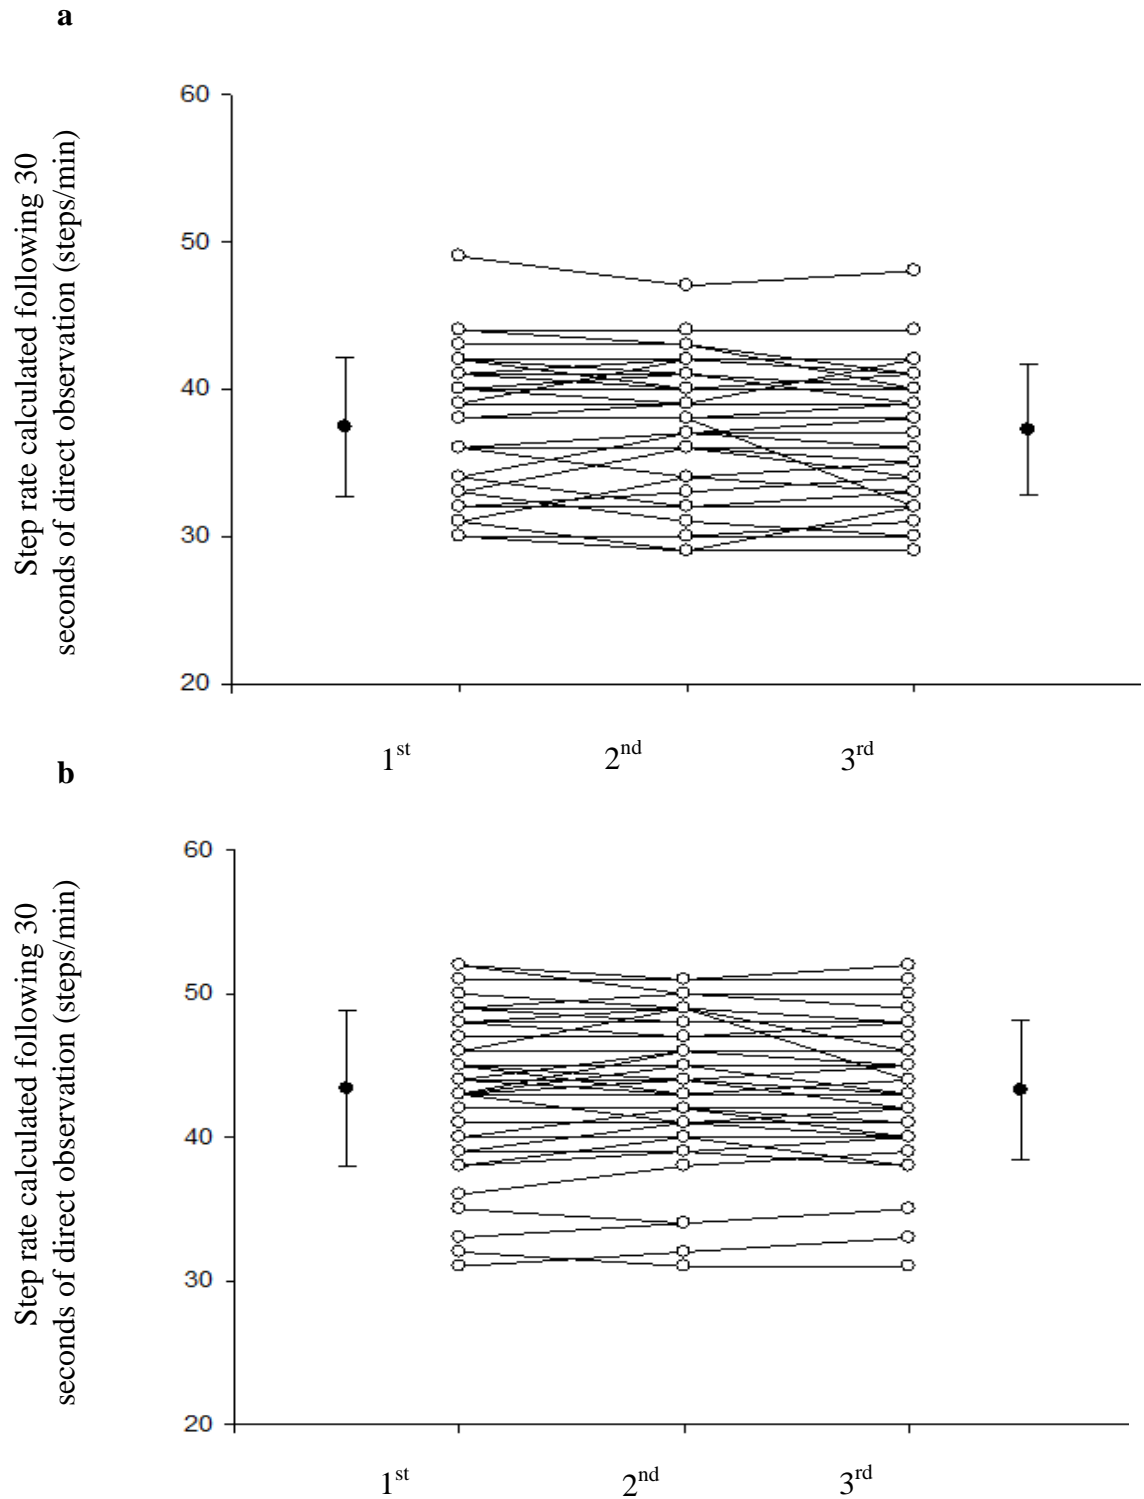 a
Step rate calculated following 30
seconds of direct observation (steps/min)
60
50
40
30
20
1st 2nd 3rd
b
Step rate calculated following 30
seconds of direct observation (steps/min)
60
50
40
30
20
1st 2nd 3rd